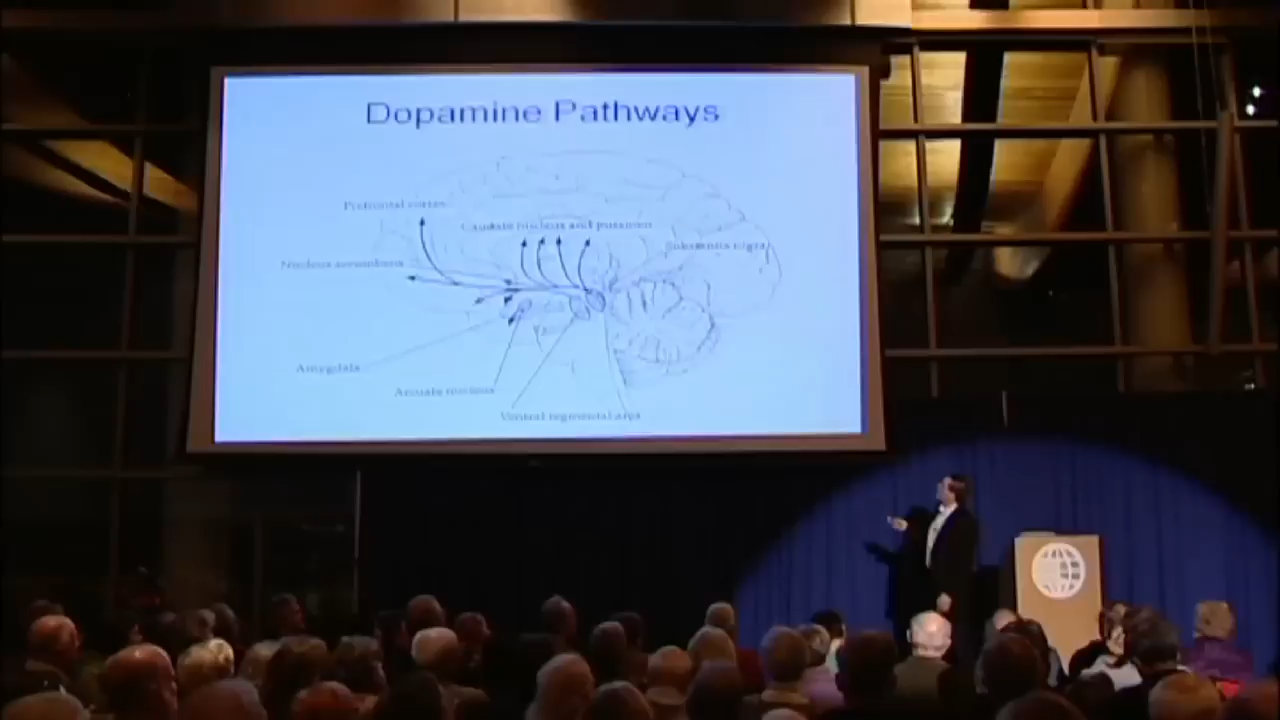 Dopamine Pathways
Prefrontal cortex
Caudate nucleus and putamen
Substantia nigra
Nucleus accumbens
Amygdala
Arcuate nucleus
Ventral tegmental area